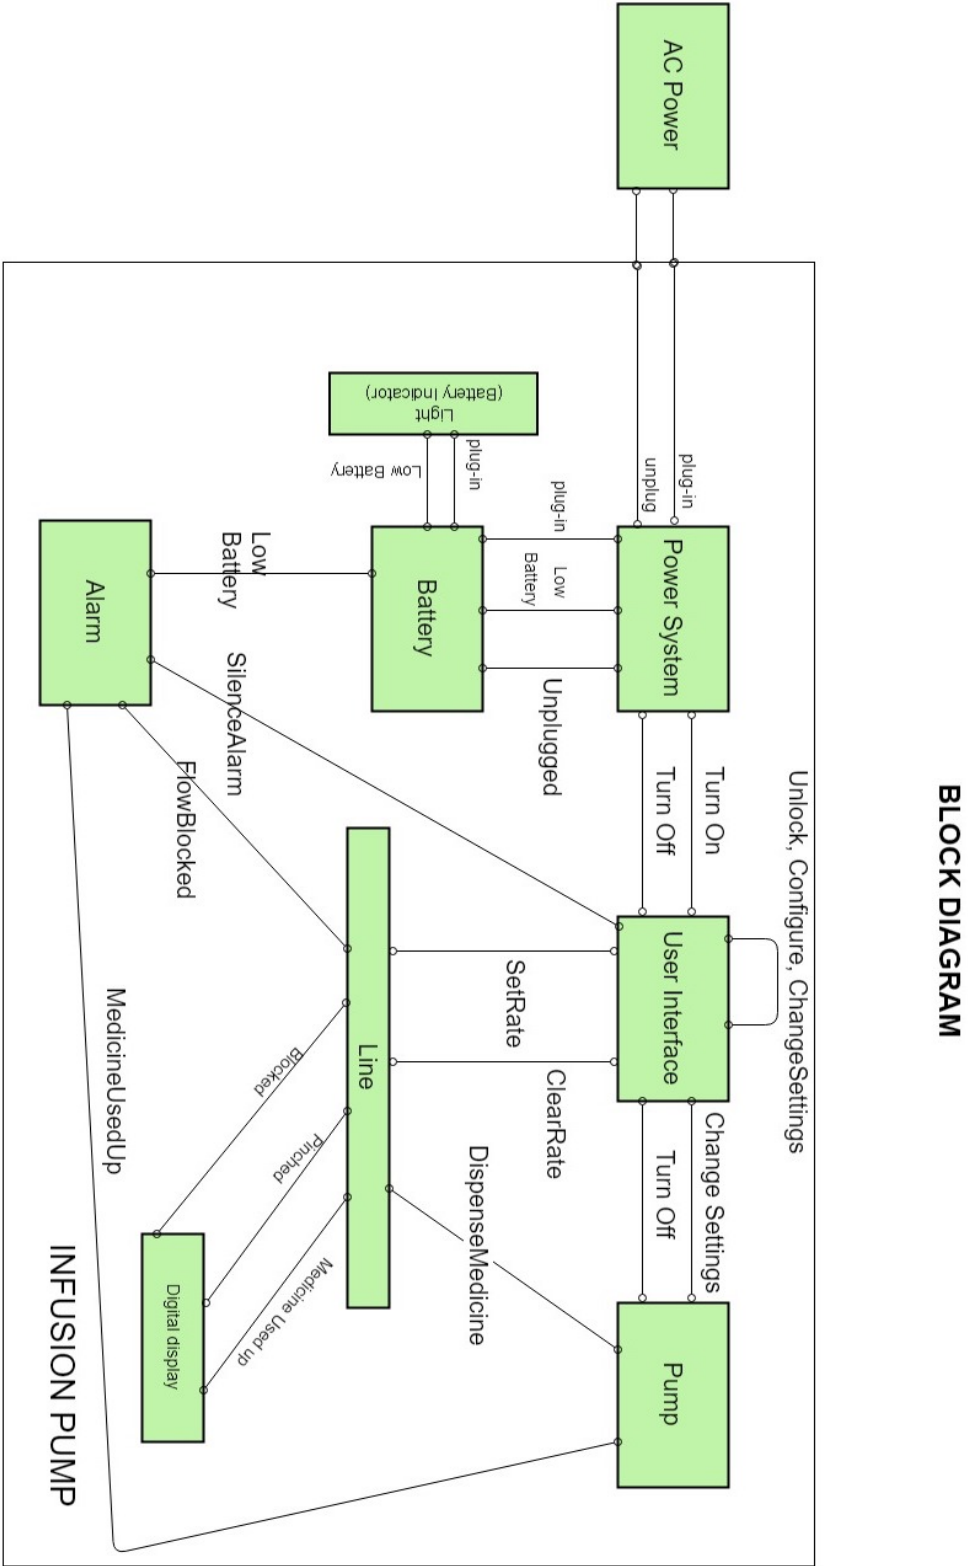 BLOCK DIAGRAM
Unlock, Configure, ChangeSettings
AC Power
plug-in
unplug
Power System
Turn On
Turn Off
User Interface
Change Settings
Turn Off
Pump
plug-in
Low
Battery
Unplugged
SetRate
ClearRate
DispenseMedicine
Light
(Battery Indicator)
plug-in
Low Battery
Battery
Line
Low
Battery
SilenceAlarm
FlowBlocked
Blocked
Pinched
Medicine Used up
Alarm
MedicineUsedUp
Digital display
INFUSION PUMP